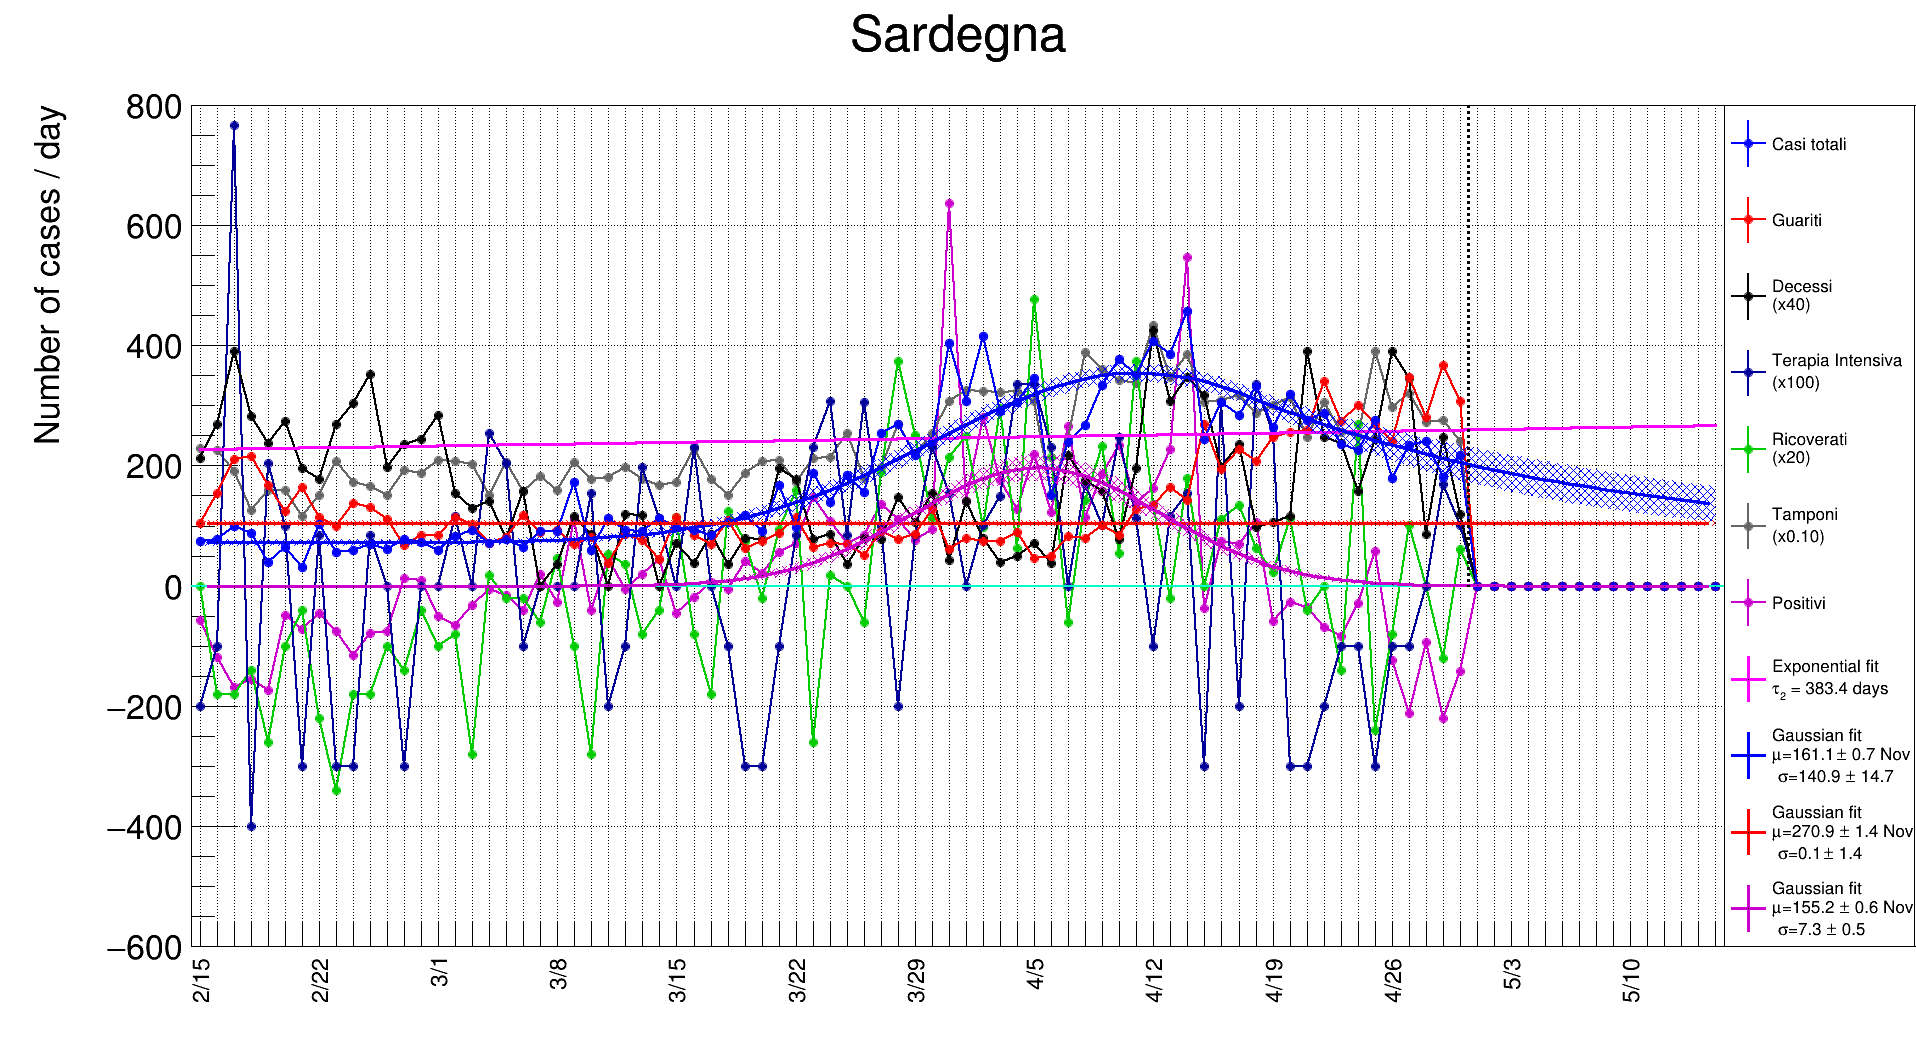 Sardegna
Number of cases / day
800
600
400
200
0
−200
−400
−600
2/15
2/22
3/1
3/8
3/15
3/22
3/29
4/5
4/12
4/19
4/26
5/3
5/10
Casi totali
Guariti
Decessi
(x40)
Terapia Intensiva
(x100)
Ricoverati
(x20)
Tamponi
(x0.10)
Positivi
Exponential fit
τ₂ = 383.4 days
Gaussian fit
μ=161.1 ± 0.7 Nov
σ=140.9 ± 14.7
Gaussian fit
μ=270.9 ± 1.4 Nov
σ=0.1 ± 1.4
Gaussian fit
μ=155.2 ± 0.6 Nov
σ=7.3 ± 0.5